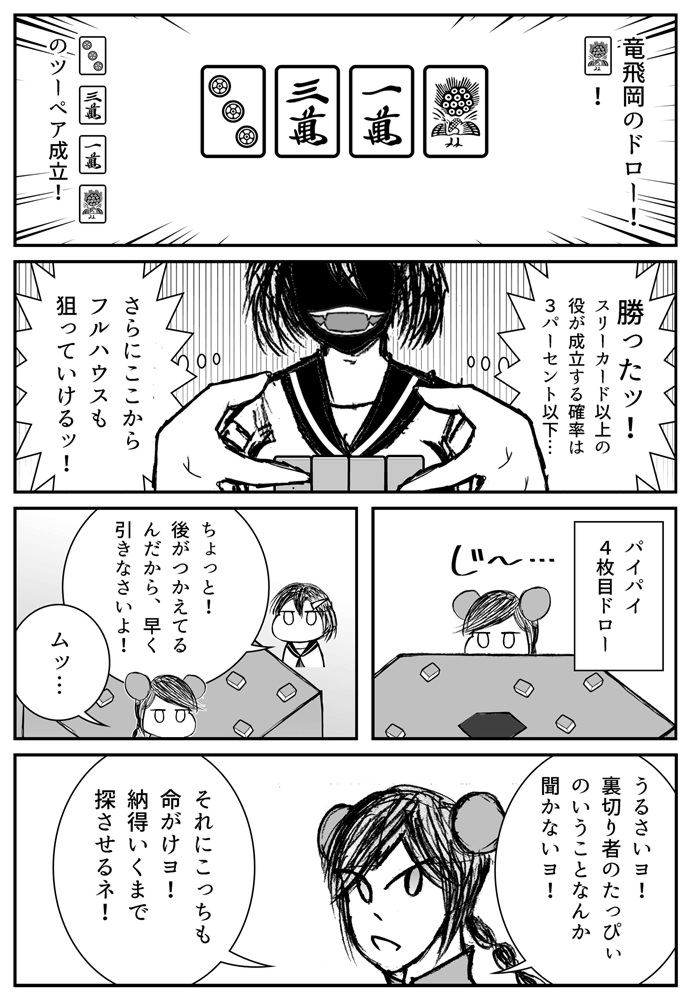 竜飛岡のドロー！
！
のツーペア成立！
三萬
一萬
三萬
一萬
勝ったッ！
スリーカード以上の
役が成立する確率は
３パーセント以下…
さらにここから
フルハウスも
狙っていけるッ！
パイパイ
４枚目ドロー
じ～…
ちょっと！
後がつかえてる
んだから、早く
引きなさいよ！
ムッ…
うるさいヨ！
裏切り者のたっぴぃ
のいうことなんか
聞かないヨ！
それにこっちも
命がけヨ！
納得いくまで
探させるネ！